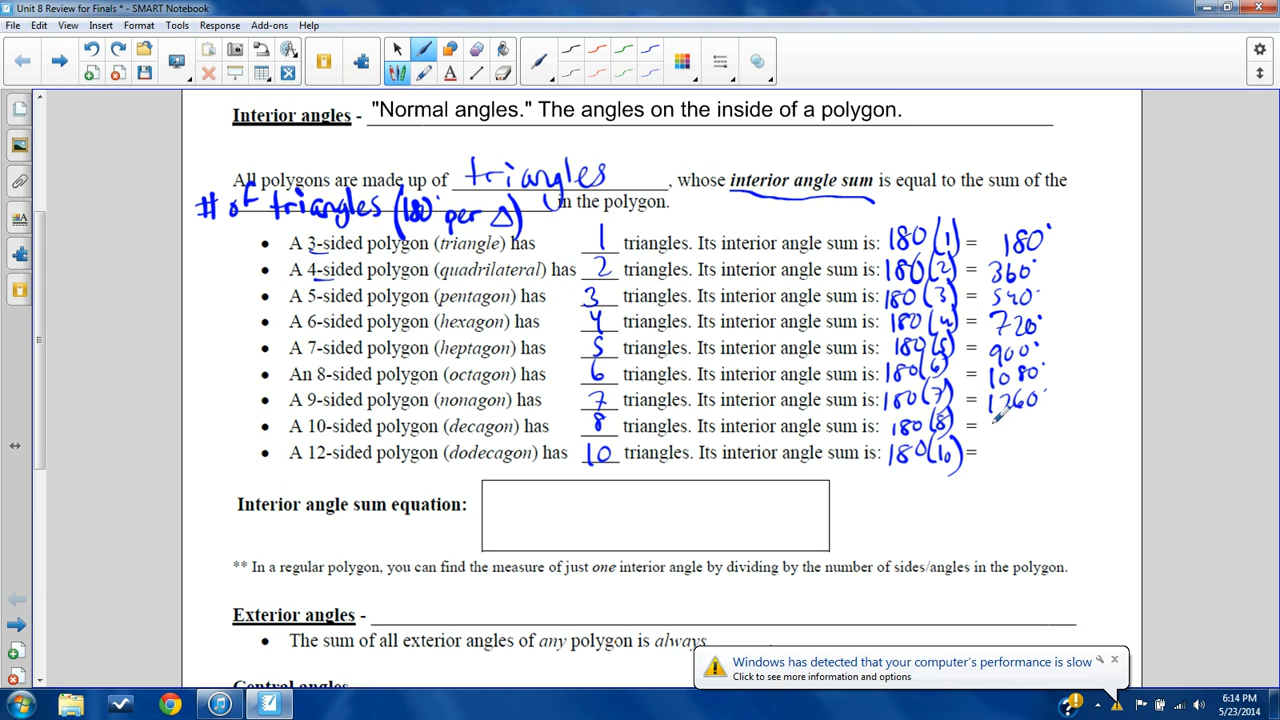 Unit 8 Review for Finals * - SMART Notebook
File Edit View Insert Format Tools Response Add-ons Help
Interior angles - "Normal angles." The angles on the inside of a polygon.
All polygons are made up of triangles, whose interior angle sum is equal to the sum of the
# of triangles (180° per △) in the polygon.
• A 3-sided polygon (triangle) has 1 triangles. Its interior angle sum is: 180(1) = 180°
• A 4-sided polygon (quadrilateral) has 2 triangles. Its interior angle sum is: 180(2) = 360°
• A 5-sided polygon (pentagon) has 3 triangles. Its interior angle sum is: 180(3) = 540°
• A 6-sided polygon (hexagon) has 4 triangles. Its interior angle sum is: 180(4) = 720°
• A 7-sided polygon (heptagon) has 5 triangles. Its interior angle sum is: 180(5) = 900°
• An 8-sided polygon (octagon) has 6 triangles. Its interior angle sum is: 180(6) = 1080°
• A 9-sided polygon (nonagon) has 7 triangles. Its interior angle sum is: 180(7) = 1260°
• A 10-sided polygon (decagon) has 8 triangles. Its interior angle sum is: 180(8) =
• A 12-sided polygon (dodecagon) has 10 triangles. Its interior angle sum is: 180(10) =
Interior angle sum equation:
** In a regular polygon, you can find the measure of just one interior angle by dividing by the number of sides/angles in the polygon.
Exterior angles -
• The sum of all exterior angles of any polygon is always
Central angles
Windows has detected that your computer's performance is slow
Click to see more information and options
6:14 PM
5/23/2014